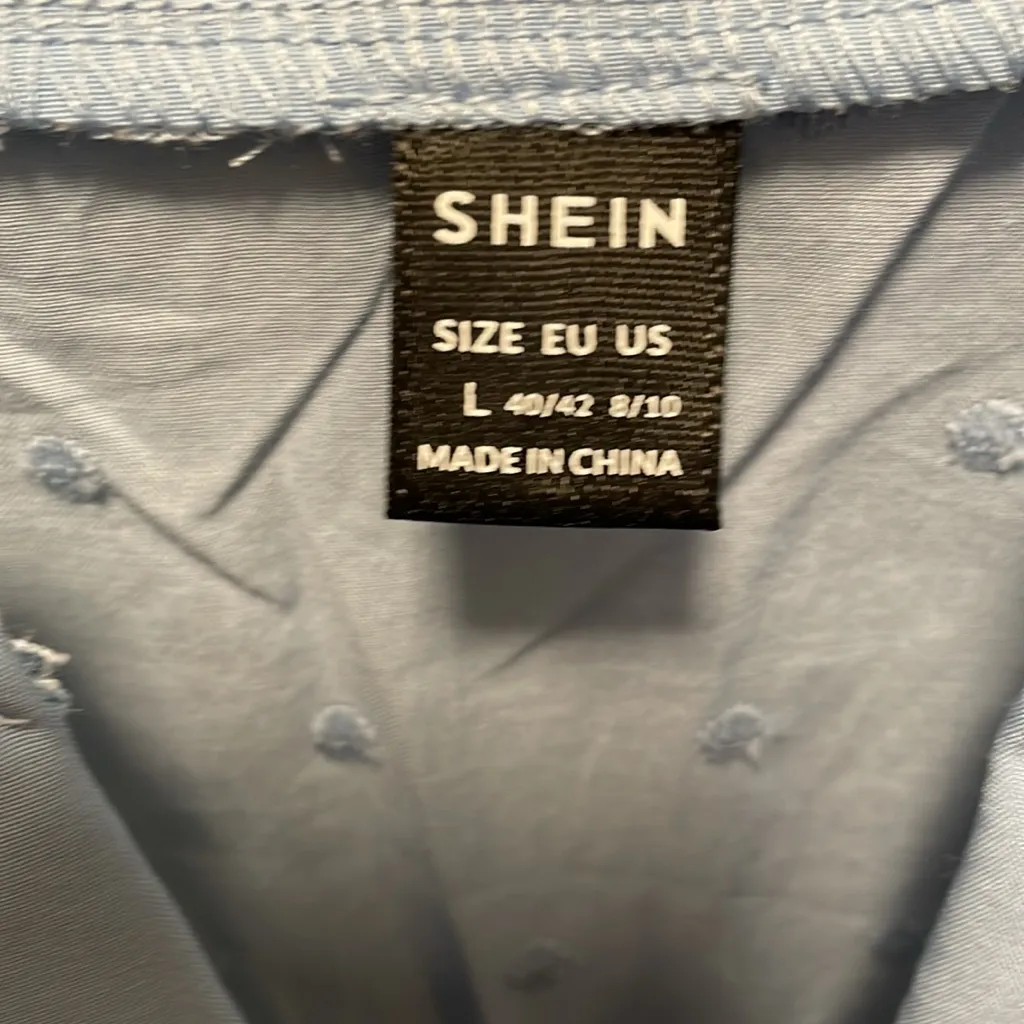 SHEIN
SIZE EU US
L 40/42 8/10
MADE IN CHINA